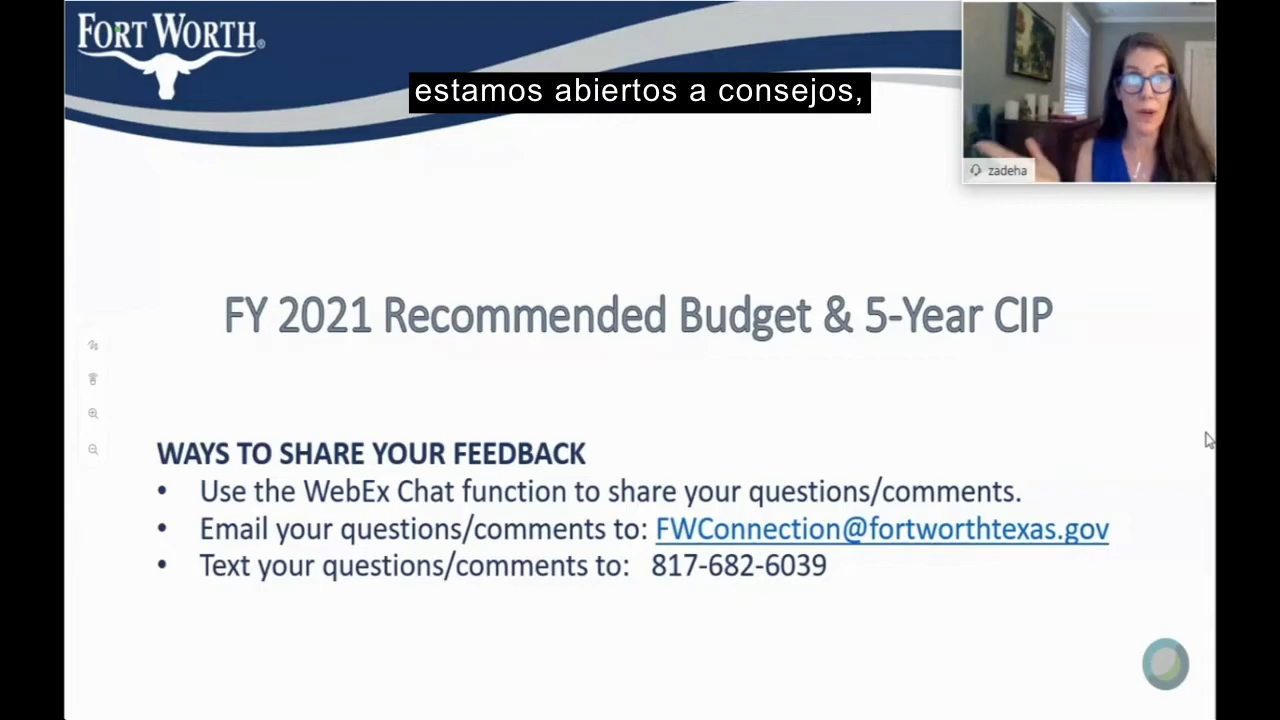 FORT WORTH®
estamos abiertos a consejos,
zadeha
FY 2021 Recommended Budget & 5-Year CIP
WAYS TO SHARE YOUR FEEDBACK
• Use the WebEx Chat function to share your questions/comments.
• Email your questions/comments to: FWConnection@fortworthtexas.gov
• Text your questions/comments to: 817-682-6039